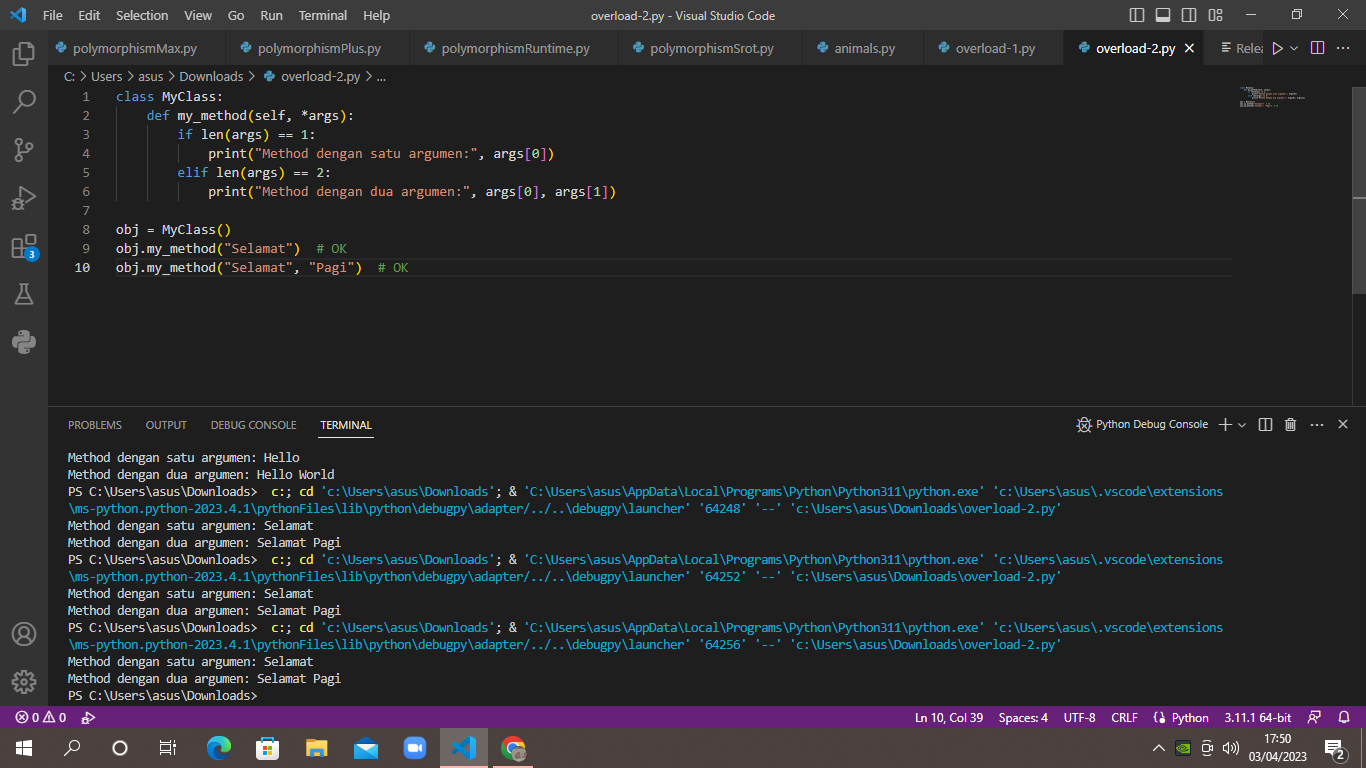 File Edit Selection View Go Run Terminal Help overload-2.py - Visual Studio Code
polymorphismMax.py polymorphismPlus.py polymorphismRuntime.py polymorphismSrot.py animals.py overload-1.py overload-2.py Relea
C: > Users > asus > Downloads > overload-2.py > ...
1 class MyClass:
2 def my_method(self, *args):
3 if len(args) == 1:
4 print("Method dengan satu argumen:", args[0])
5 elif len(args) == 2:
6 print("Method dengan dua argumen:", args[0], args[1])
7
8 obj = MyClass()
9 obj.my_method("Selamat")  # OK
10 obj.my_method("Selamat", "Pagi")  # OK
3
PROBLEMS OUTPUT DEBUG CONSOLE TERMINAL Python Debug Console
Method dengan satu argumen: Hello
Method dengan dua argumen: Hello World
PS C:\Users\asus\Downloads>  c:; cd 'c:\Users\asus\Downloads'; & 'C:\Users\asus\AppData\Local\Programs\Python\Python311\python.exe' 'c:\Users\asus\.vscode\extensions
\ms-python.python-2023.4.1\pythonFiles\lib\python\debugpy\adapter/../..\debugpy\launcher' '64248' '--' 'c:\Users\asus\Downloads\overload-2.py'
Method dengan satu argumen: Selamat
Method dengan dua argumen: Selamat Pagi
PS C:\Users\asus\Downloads>  c:; cd 'c:\Users\asus\Downloads'; & 'C:\Users\asus\AppData\Local\Programs\Python\Python311\python.exe' 'c:\Users\asus\.vscode\extensions
\ms-python.python-2023.4.1\pythonFiles\lib\python\debugpy\adapter/../..\debugpy\launcher' '64252' '--' 'c:\Users\asus\Downloads\overload-2.py'
Method dengan satu argumen: Selamat
Method dengan dua argumen: Selamat Pagi
PS C:\Users\asus\Downloads>  c:; cd 'c:\Users\asus\Downloads'; & 'C:\Users\asus\AppData\Local\Programs\Python\Python311\python.exe' 'c:\Users\asus\.vscode\extensions
\ms-python.python-2023.4.1\pythonFiles\lib\python\debugpy\adapter/../..\debugpy\launcher' '64256' '--' 'c:\Users\asus\Downloads\overload-2.py'
Method dengan satu argumen: Selamat
Method dengan dua argumen: Selamat Pagi
PS C:\Users\asus\Downloads>
0 0 Ln 10, Col 39 Spaces: 4 UTF-8 CRLF Python 3.11.1 64-bit
17:50
03/04/2023
2